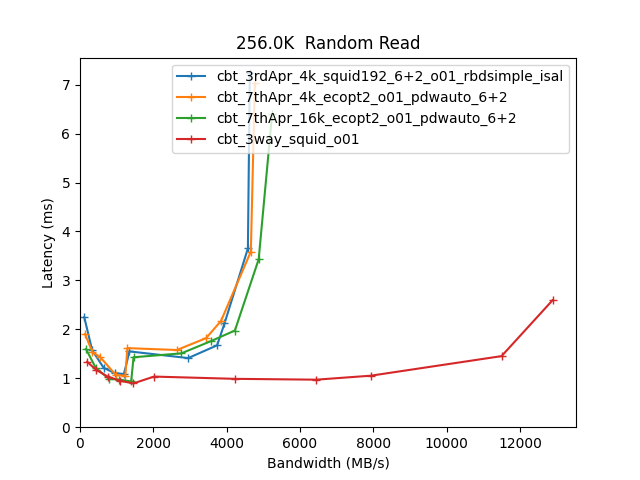 256.0K  Random Read
cbt_3rdApr_4k_squid192_6+2_o01_rbdsimple_isal
cbt_7thApr_4k_ecopt2_o01_pdwauto_6+2
cbt_7thApr_16k_ecopt2_o01_pdwauto_6+2
cbt_3way_squid_o01
Latency (ms)
7
6
5
4
3
2
1
0
0 2000 4000 6000 8000 10000 12000
Bandwidth (MB/s)